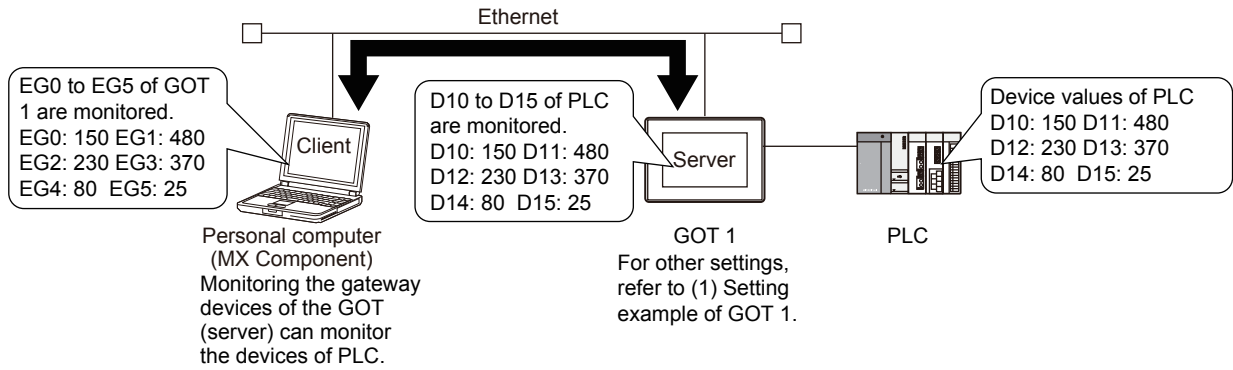 Ethernet
EG0 to EG5 of GOT
1 are monitored.
EG0: 150 EG1: 480
EG2: 230 EG3: 370
EG4: 80 EG5: 25
Client
D10 to D15 of PLC
are monitored.
D10: 150 D11: 480
D12: 230 D13: 370
D14: 80 D15: 25
Server
Device values of PLC
D10: 150 D11: 480
D12: 230 D13: 370
D14: 80 D15: 25
Personal computer
(MX Component)
Monitoring the gateway
devices of the GOT
(server) can monitor
the devices of PLC.
GOT 1
For other settings,
refer to (1) Setting
example of GOT 1.
PLC